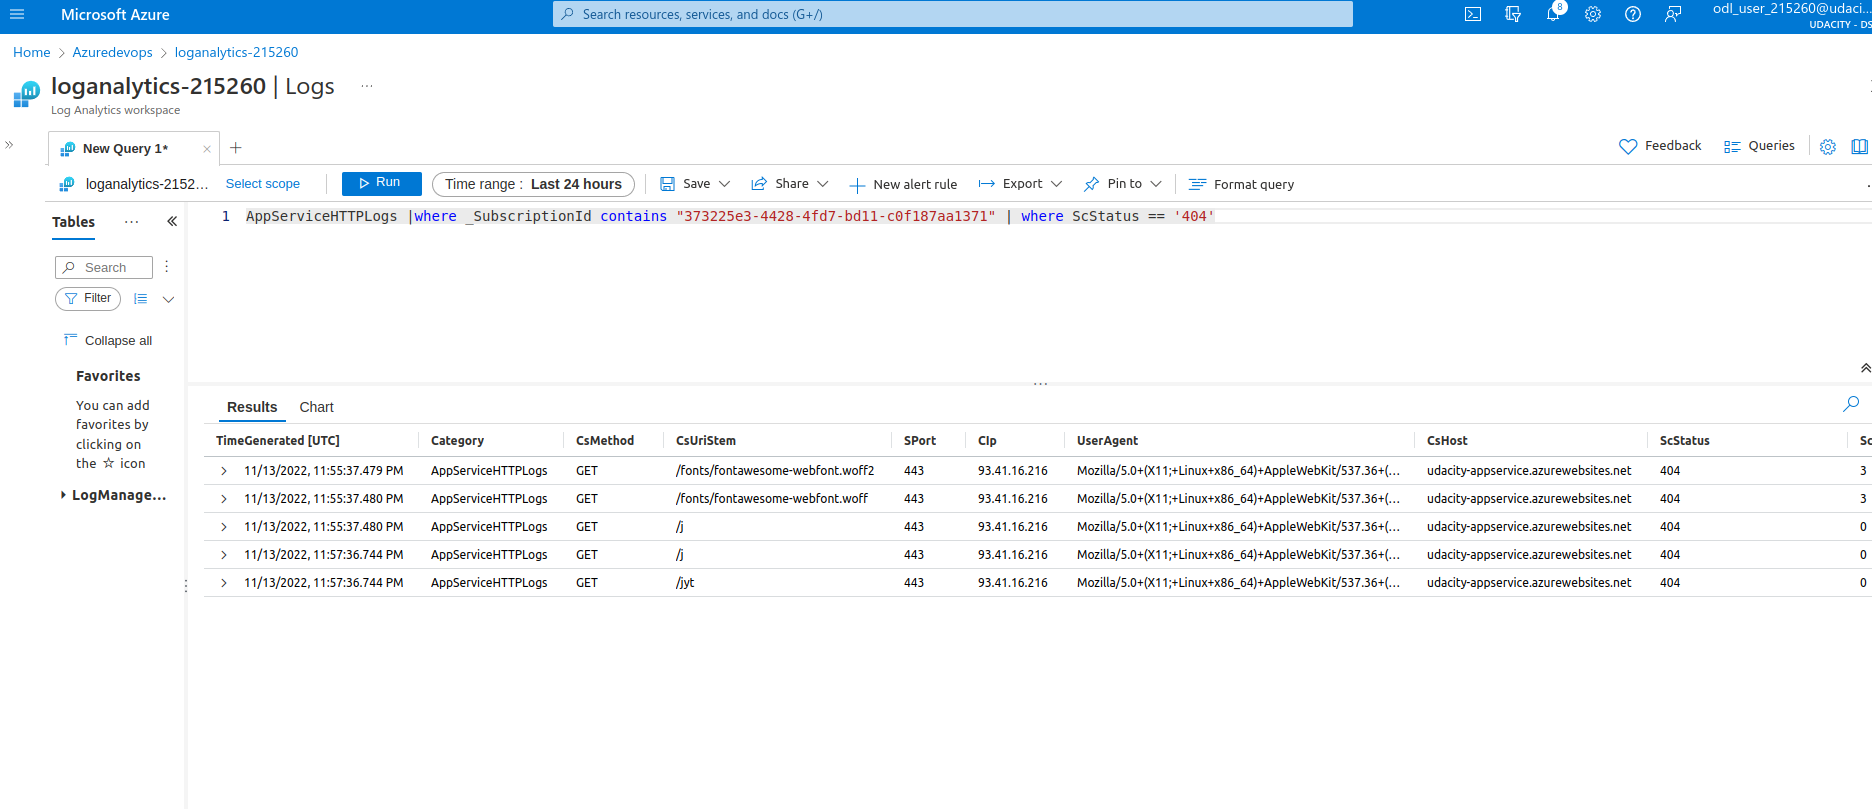 Microsoft Azure
Search resources, services, and docs (G+/)
8
odl_user_215260@udaci...
UDACITY - DS
Home > Azuredevops > loganalytics-215260
loganalytics-215260 | Logs ...
Log Analytics workspace
New Query 1*
Feedback
Queries
loganalytics-2152...
Select scope
Run
Time range : Last 24 hours
Save
Share
New alert rule
Export
Pin to
Format query
Tables
1 AppServiceHTTPLogs |where _SubscriptionId contains "373225e3-4428-4fd7-bd11-c0f187aa1371" | where ScStatus == '404'
Search
Filter
Collapse all
Favorites
You can add
favorites by
clicking on
the ☆ icon
LogManage...
Results Chart
TimeGenerated [UTC] Category CsMethod CsUriStem SPort CIp UserAgent CsHost ScStatus Sc
11/13/2022, 11:55:37.479 PM AppServiceHTTPLogs GET /fonts/fontawesome-webfont.woff2 443 93.41.16.216 Mozilla/5.0+(X11;+Linux+x86_64)+AppleWebKit/537.36+(... udacity-appservice.azurewebsites.net 404 3
11/13/2022, 11:55:37.480 PM AppServiceHTTPLogs GET /fonts/fontawesome-webfont.woff 443 93.41.16.216 Mozilla/5.0+(X11;+Linux+x86_64)+AppleWebKit/537.36+(... udacity-appservice.azurewebsites.net 404 3
11/13/2022, 11:55:37.480 PM AppServiceHTTPLogs GET /j 443 93.41.16.216 Mozilla/5.0+(X11;+Linux+x86_64)+AppleWebKit/537.36+(... udacity-appservice.azurewebsites.net 404 0
11/13/2022, 11:57:36.744 PM AppServiceHTTPLogs GET /j 443 93.41.16.216 Mozilla/5.0+(X11;+Linux+x86_64)+AppleWebKit/537.36+(... udacity-appservice.azurewebsites.net 404 0
11/13/2022, 11:57:36.744 PM AppServiceHTTPLogs GET /jyt 443 93.41.16.216 Mozilla/5.0+(X11;+Linux+x86_64)+AppleWebKit/537.36+(... udacity-appservice.azurewebsites.net 404 0